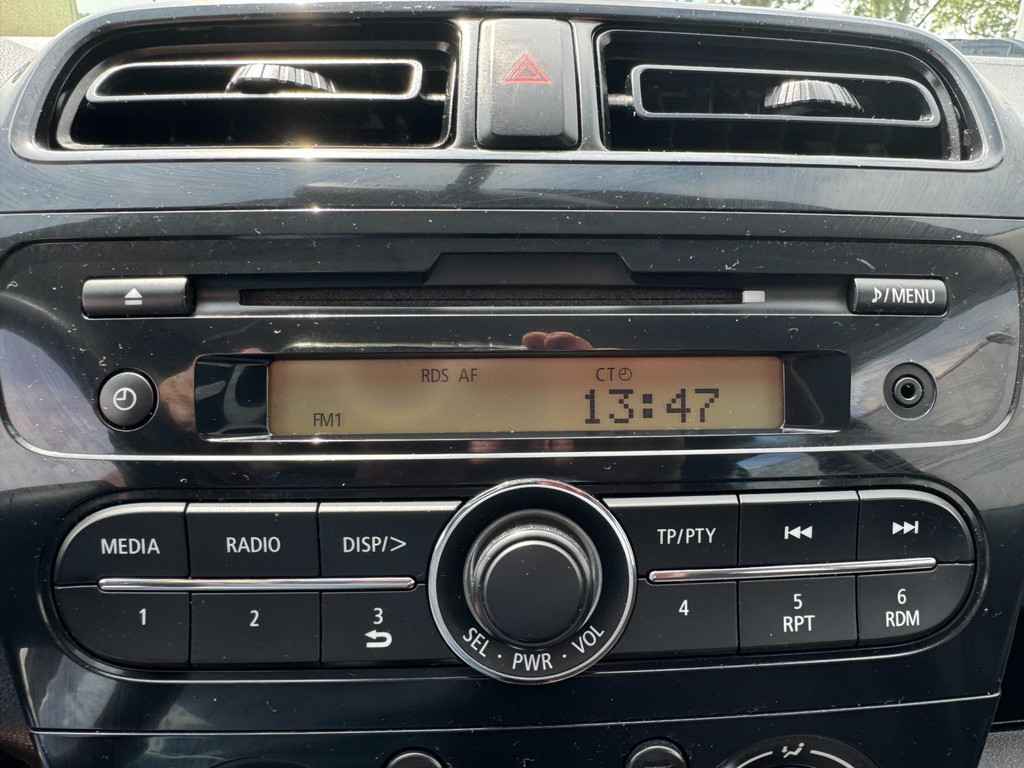 ♪/MENU
RDS AF CT
FM1 13:47
MEDIA RADIO DISP/> TP/PTY
1 2 3 4 5 6
RPT RDM
SEL · PWR · VOL